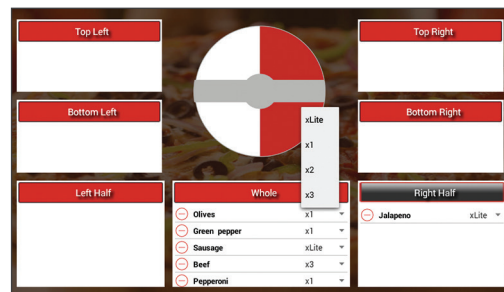 Top Left
Top Right
xLite
Bottom Left
Bottom Right
x1
x2
x3
Left Half
Whole
Right Half
Olives x1
Jalapeno xLite
Green pepper x1
Sausage xLite
Beef x3
Pepperoni x1